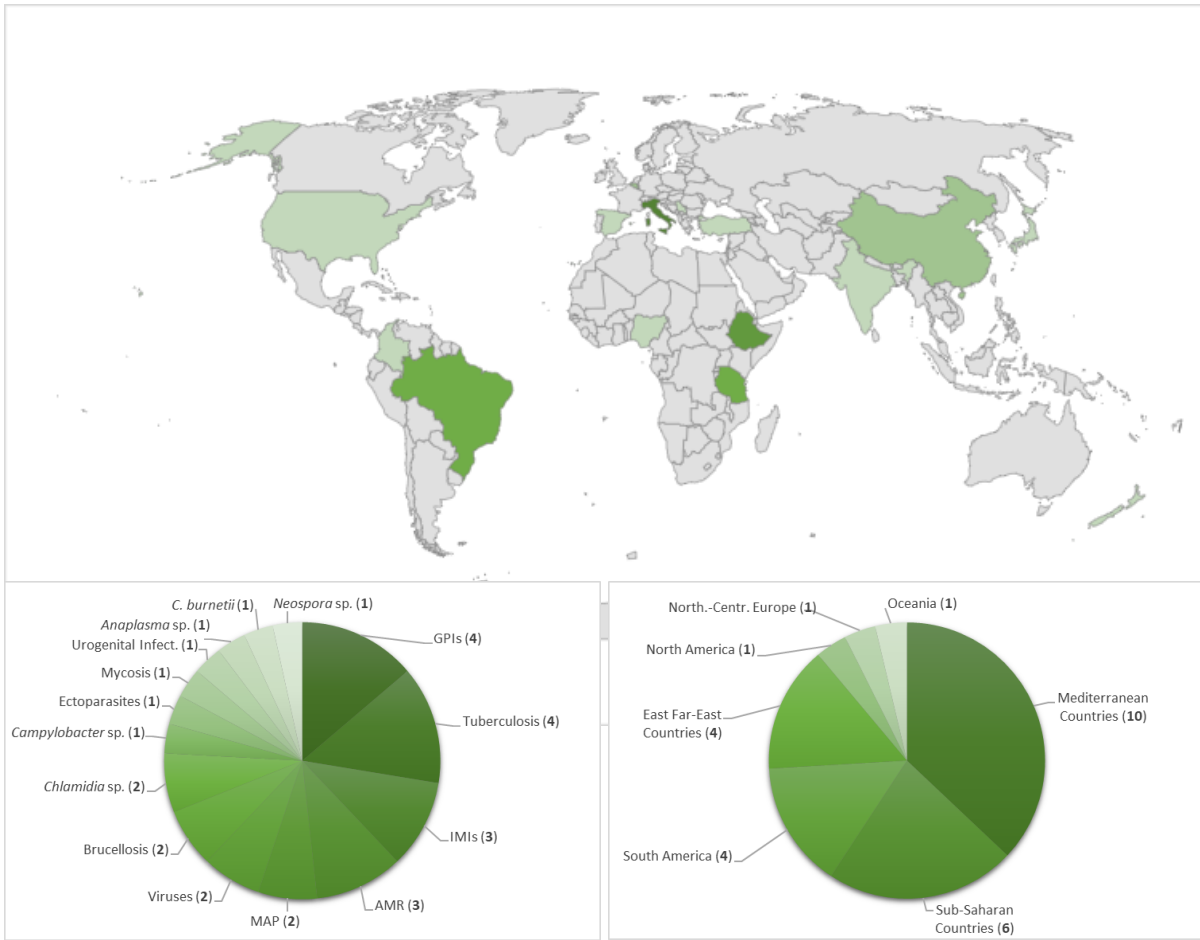 C. burnetii (1)
Neospora sp. (1)
Anaplasma sp. (1)
Urogenital Infect. (1)
Mycosis (1)
Ectoparasites (1)
Campylobacter sp. (1)
Chlamidia sp. (2)
Brucellosis (2)
Viruses (2)
MAP (2)
AMR (3)
IMIs (3)
Tuberculosis (4)
GPIs (4)
North.-Centr. Europe (1)
Oceania (1)
North America (1)
East Far-East
Countries (4)
South America (4)
Sub-Saharan
Countries (6)
Mediterranean
Countries (10)